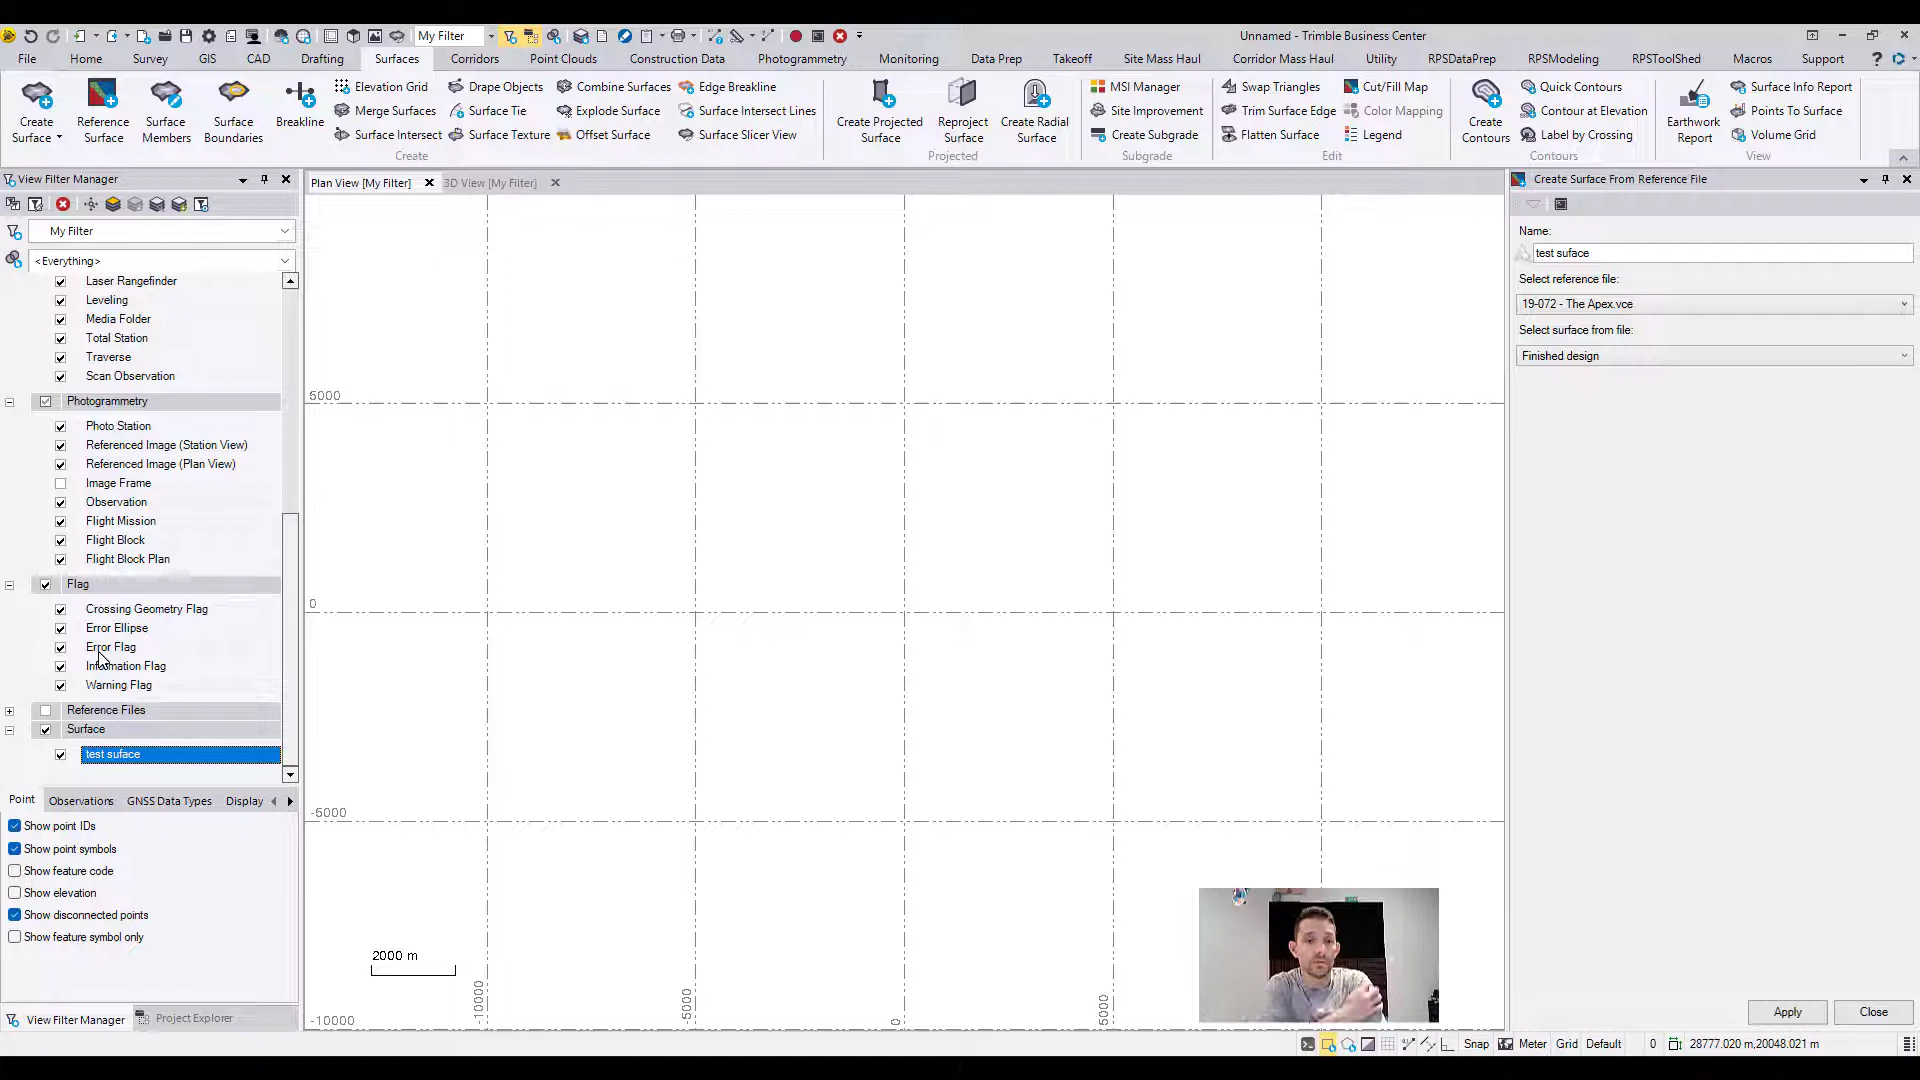 My Filter
Unnamed - Trimble Business Center
File Home Survey GIS CAD Drafting Surfaces Corridors Point Clouds Construction Data Photogrammetry Monitoring Data Prep Takeoff Site Mass Haul Corridor Mass Haul Utility RPSDataPrep RPSModeling RPSToolShed Macros Support
Create Surface
Reference Surface
Surface Members
Surface Boundaries
Breakline
Elevation Grid
Merge Surfaces
Surface Intersect
Drape Objects
Surface Tie
Surface Texture
Combine Surfaces
Explode Surface
Offset Surface
Edge Breakline
Surface Intersect Lines
Surface Slicer View
Create
Create Projected Surface
Reproject Surface
Create Radial Surface
Projected
MSI Manager
Site Improvement
Create Subgrade
Subgrade
Swap Triangles
Trim Surface Edge
Flatten Surface
Cut/Fill Map
Color Mapping
Legend
Edit
Create Contours
Quick Contours
Contour at Elevation
Label by Crossing
Contours
Earthwork Report
Surface Info Report
Points To Surface
Volume Grid
View
View Filter Manager
My Filter
<Everything>
Laser Rangefinder
Leveling
Media Folder
Total Station
Traverse
Scan Observation
Photogrammetry
Photo Station
Referenced Image (Station View)
Referenced Image (Plan View)
Image Frame
Observation
Flight Mission
Flight Block
Flight Block Plan
Flag
Crossing Geometry Flag
Error Ellipse
Error Flag
Information Flag
Warning Flag
Reference Files
Surface
test suface
Point Observations GNSS Data Types Display
Show point IDs
Show point symbols
Show feature code
Show elevation
Show disconnected points
Show feature symbol only
View Filter Manager Project Explorer
Plan View [My Filter] 3D View [My Filter]
5000
0
-5000
2000 m
-10000
-10000
-5000
0
5000
Create Surface From Reference File
Name:
test suface
Select reference file:
19-072 - The Apex.vce
Select surface from file:
Finished design
Apply Close
Snap Meter Grid Default 0 28777.020 m,20048.021 m